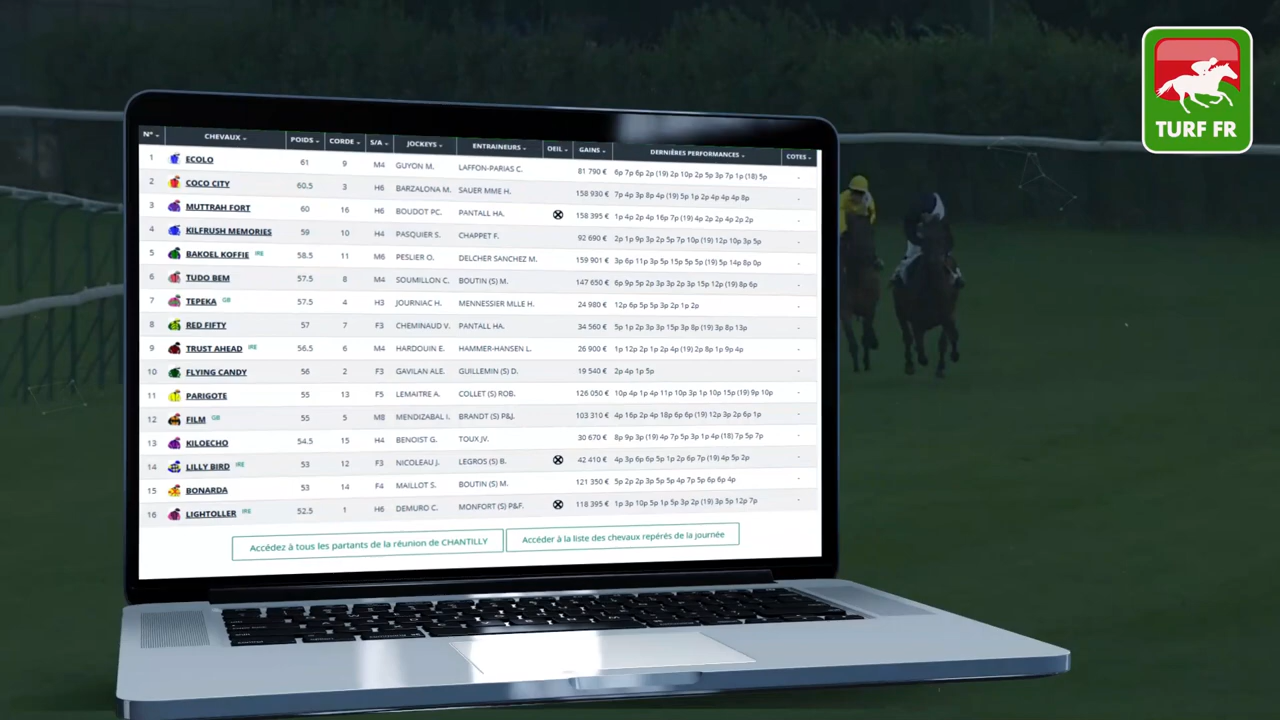 TURF FR
N° CHEVAUX POIDS CORDE S/A JOCKEYS ENTRAINEURS OEIL GAINS DERNIÈRES PERFORMANCES COTES
1 ECOLO 61 9 M4 GUYON M. LAFFON-PARIAS C. 81 790 € 6p 7p 6p 2p (19) 2p 10p 2p 5p 3p 7p 1p (18) 5p -
2 COCO CITY 60.5 3 H6 BARZALONA M. SAUER MME H. 158 930 € 7p 4p 3p 8p 4p (19) 5p 1p 2p 4p 4p 4p 8p -
3 MUTTRAH FORT 60 16 H6 BOUDOT PC. PANTALL HA. 158 395 € 1p 4p 2p 4p 16p 7p (19) 4p 2p 2p 4p 2p 2p -
4 KILFRUSH MEMORIES 59 10 H4 PASQUIER S. CHAPPET F. 92 690 € 2p 1p 9p 3p 2p 5p 7p 10p (19) 12p 10p 3p 5p -
5 BAKOEL KOFFIE IRE 58.5 11 M6 PESLIER O. DELCHER SANCHEZ M. 159 901 € 3p 6p 11p 3p 5p 15p 5p 5p (19) 5p 14p 8p 0p -
6 TUDO BEM 57.5 8 M4 SOUMILLON C. BOUTIN (S) M. 147 650 € 6p 9p 5p 2p 3p 3p 2p 3p 15p 12p (19) 8p 6p -
7 TEPEKA GB 57.5 4 H3 JOURNIAC H. MENNESSIER MLLE H. 24 980 € 12p 6p 5p 5p 3p 2p 1p 2p -
8 RED FIFTY 57 7 F3 CHEMINAUD V. PANTALL HA. 34 560 € 5p 1p 2p 3p 3p 15p 3p 8p (19) 3p 8p 13p -
9 TRUST AHEAD IRE 56.5 6 M4 HARDOUIN E. HAMMER-HANSEN L. 26 900 € 1p 12p 2p 1p 2p 4p (19) 2p 8p 1p 9p 4p -
10 FLYING CANDY 56 2 F3 GAVILAN ALE. GUILLEMIN (S) D. 19 540 € 2p 4p 1p 5p -
11 PARIGOTE 55 13 F5 LEMAITRE A. COLLET (S) ROB. 126 050 € 10p 4p 1p 4p 11p 10p 3p 1p 10p 15p (19) 9p 10p -
12 FILM GB 55 5 M8 MENDIZABAL I. BRANDT (S) P&J. 103 310 € 4p 16p 2p 4p 18p 6p 6p (19) 12p 3p 2p 6p 1p -
13 KILOECHO 54.5 15 H4 BENOIST G. TOUX JV. 30 670 € 8p 9p 3p (19) 4p 7p 5p 3p 1p 4p (18) 7p 5p 7p -
14 LILLY BIRD IRE 53 12 F3 NICOLEAU J. LEGROS (S) B. 42 410 € 4p 3p 6p 6p 5p 1p 2p 6p 7p (19) 4p 5p 2p -
15 BONARDA 53 14 F4 MAILLOT S. BOUTIN (S) M. 121 350 € 5p 2p 2p 3p 5p 5p 4p 7p 5p 6p 6p 4p -
16 LIGHTOLLER IRE 52.5 1 H6 DEMURO C. MONFORT (S) P&F. 118 395 € 1p 3p 10p 5p 1p 5p 3p 2p (19) 3p 5p 12p 7p -
Accédez à tous les partants de la réunion de CHANTILLY Accéder à la liste des chevaux repérés de la journée